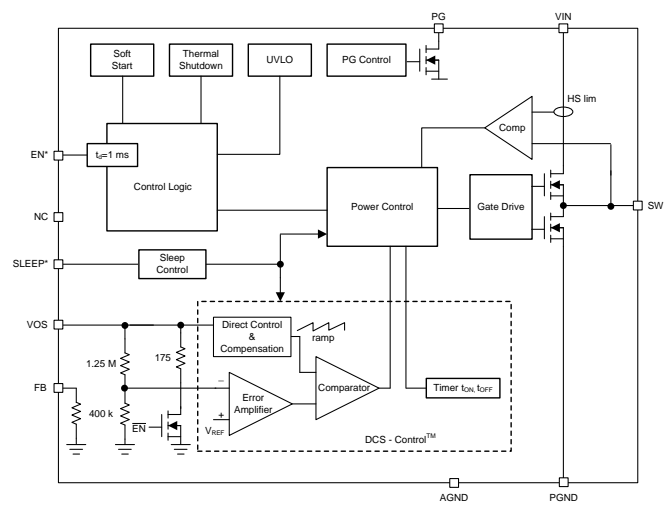 PG
VIN
Soft
Start
Thermal
Shutdown
UVLO
PG Control
HS lim
Comp
EN*
td=1 ms
Control Logic
NC
Power Control
Gate Drive
SW
SLEEP*
Sleep
Control
VOS
Direct Control
&
Compensation
ramp
1.25 M
175
FB
400 k
EN
−
+
VREF
Error
Amplifier
Comparator
Timer tON, tOFF
DCS - Control™
AGND
PGND